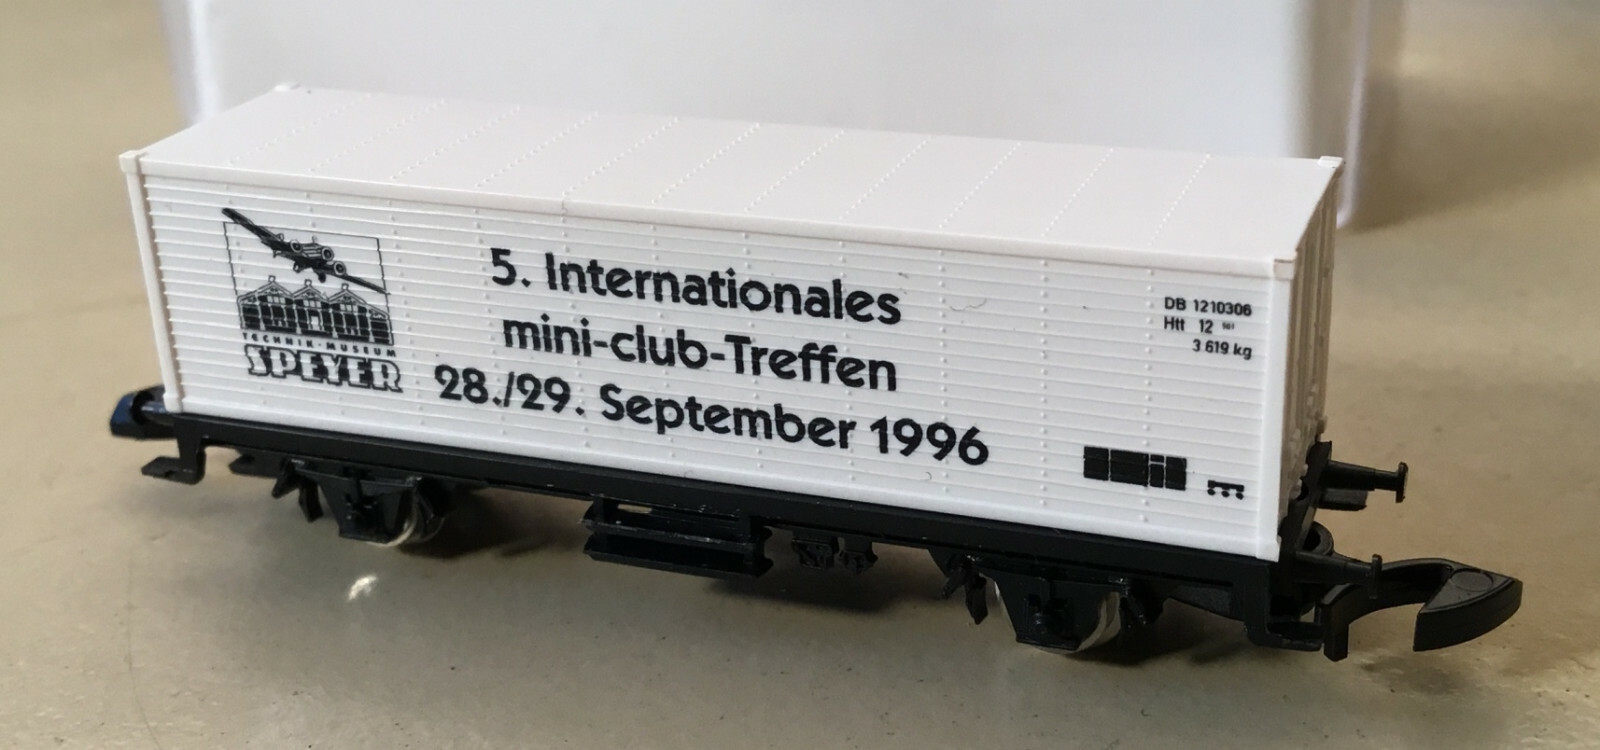 TECHNIK-MUSEUM
SPEYER
5. Internationales
mini-club-Treffen
28./29. September 1996
DB 1210306
Htt 12
3 619 kg